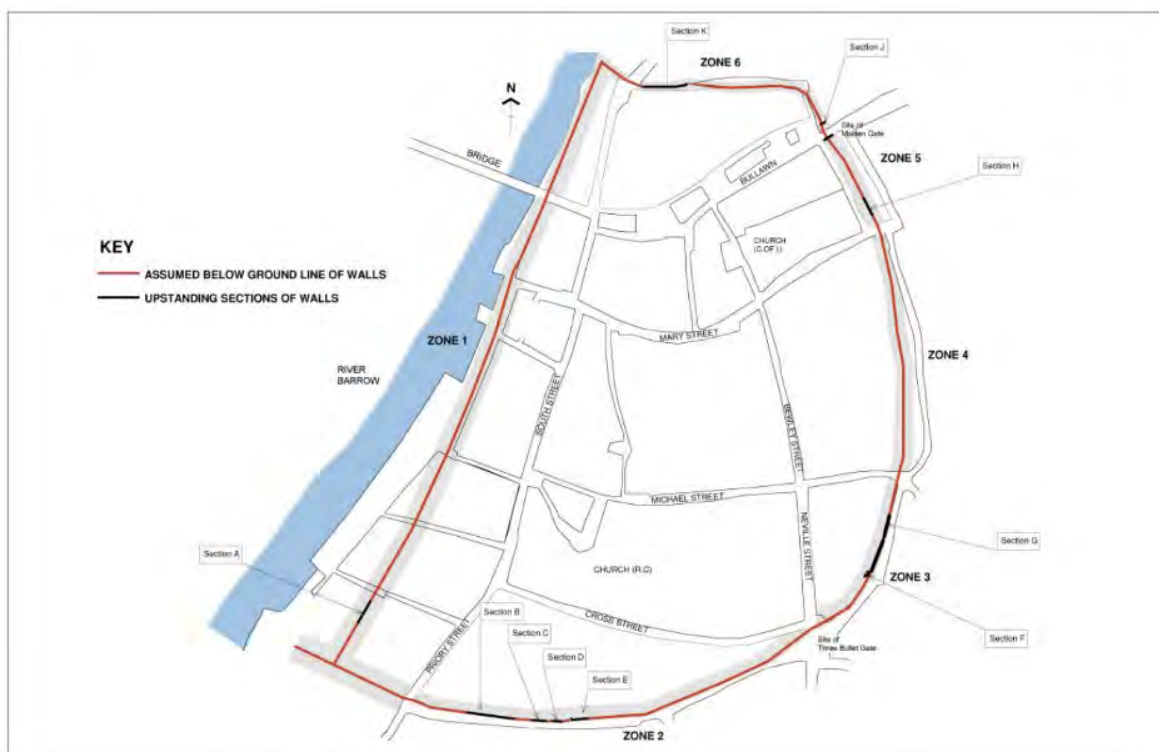 Section K
ZONE 6
Section J
N
Site of
Maiden Gate
ZONE 5
BRIDGE
BULLAWN
Section H
KEY
CHURCH
(C.OF I.)
ASSUMED BELOW GROUND LINE OF WALLS
UPSTANDING SECTIONS OF WALLS
ZONE 1
MARY STREET
ZONE 4
RIVER
BARROW
SOUTH STREET
BEWLEY STREET
MICHAEL STREET
NEVILLE STREET
Section G
Section A
CHURCH (R.C)
ZONE 3
Section B
CROSS STREET
Section C
PRIORY STREET
Section F
Site of
Three Bullet Gate
Section D
Section E
ZONE 2